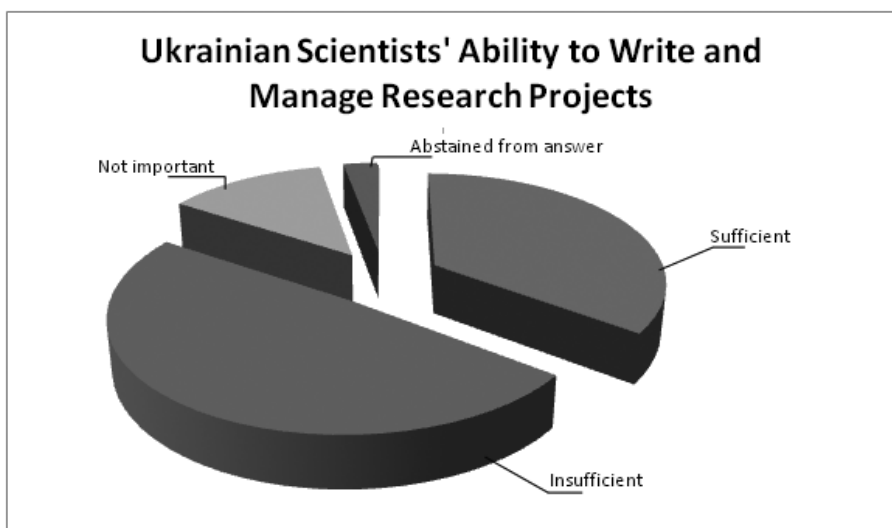 Ukrainian Scientists' Ability to Write and
Manage Research Projects
Abstained from answer
Not important
Sufficient
Insufficient